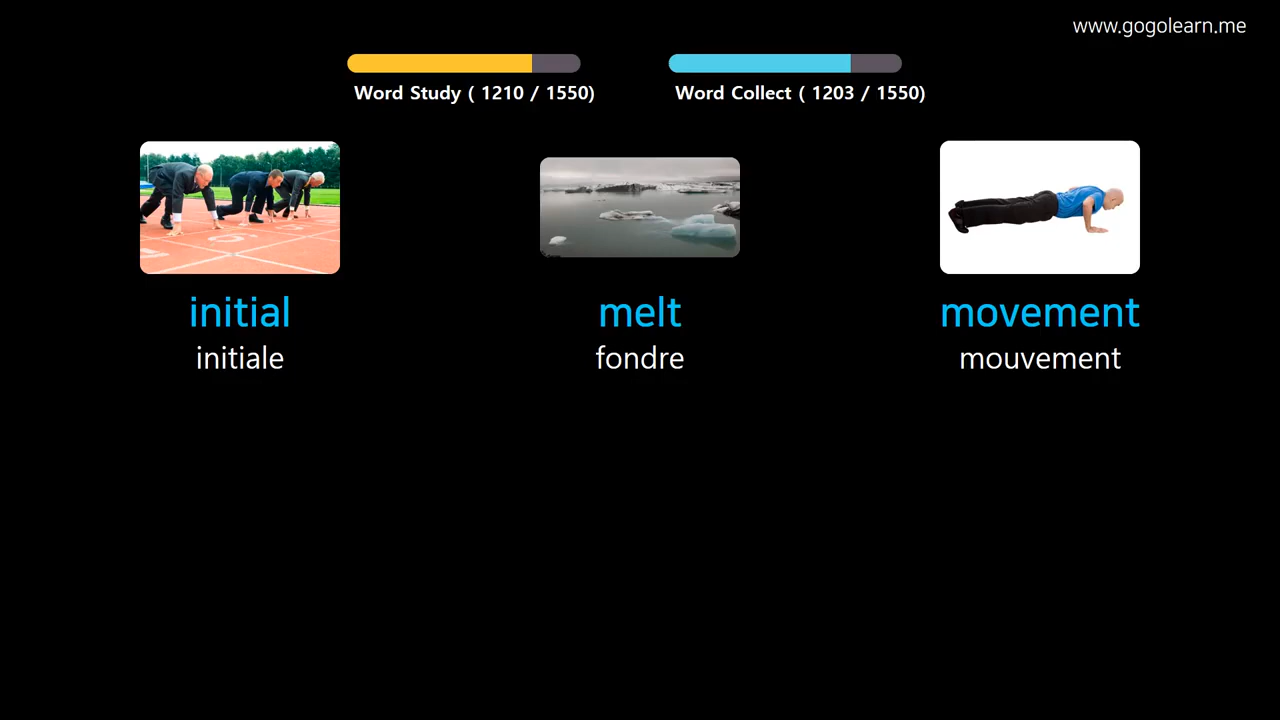 www.gogolearn.me
Word Study ( 1210 / 1550)
Word Collect ( 1203 / 1550)
initial
melt
movement
initiale
fondre
mouvement